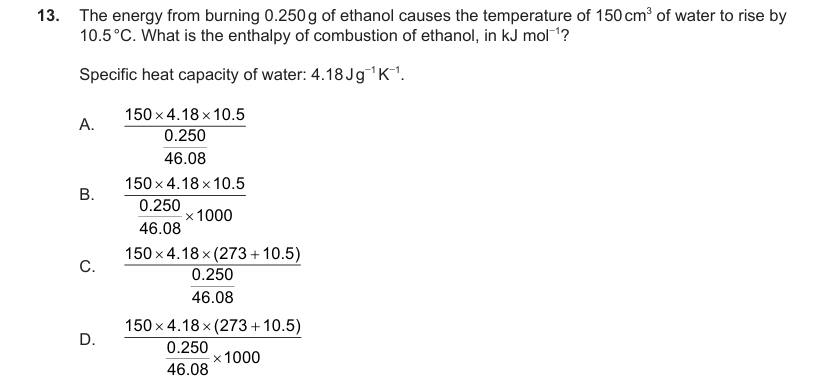 13. The energy from burning 0.250 g of ethanol causes the temperature of 150 cm³ of water to rise by
10.5 °C. What is the enthalpy of combustion of ethanol, in kJ mol⁻¹?
Specific heat capacity of water: 4.18 J g⁻¹ K⁻¹.
150 × 4.18 × 10.5
A.
0.250
46.08
150 × 4.18 × 10.5
B.
0.250
× 1000
46.08
150 × 4.18 × (273 + 10.5)
C.
0.250
46.08
150 × 4.18 × (273 + 10.5)
D.
0.250
× 1000
46.08